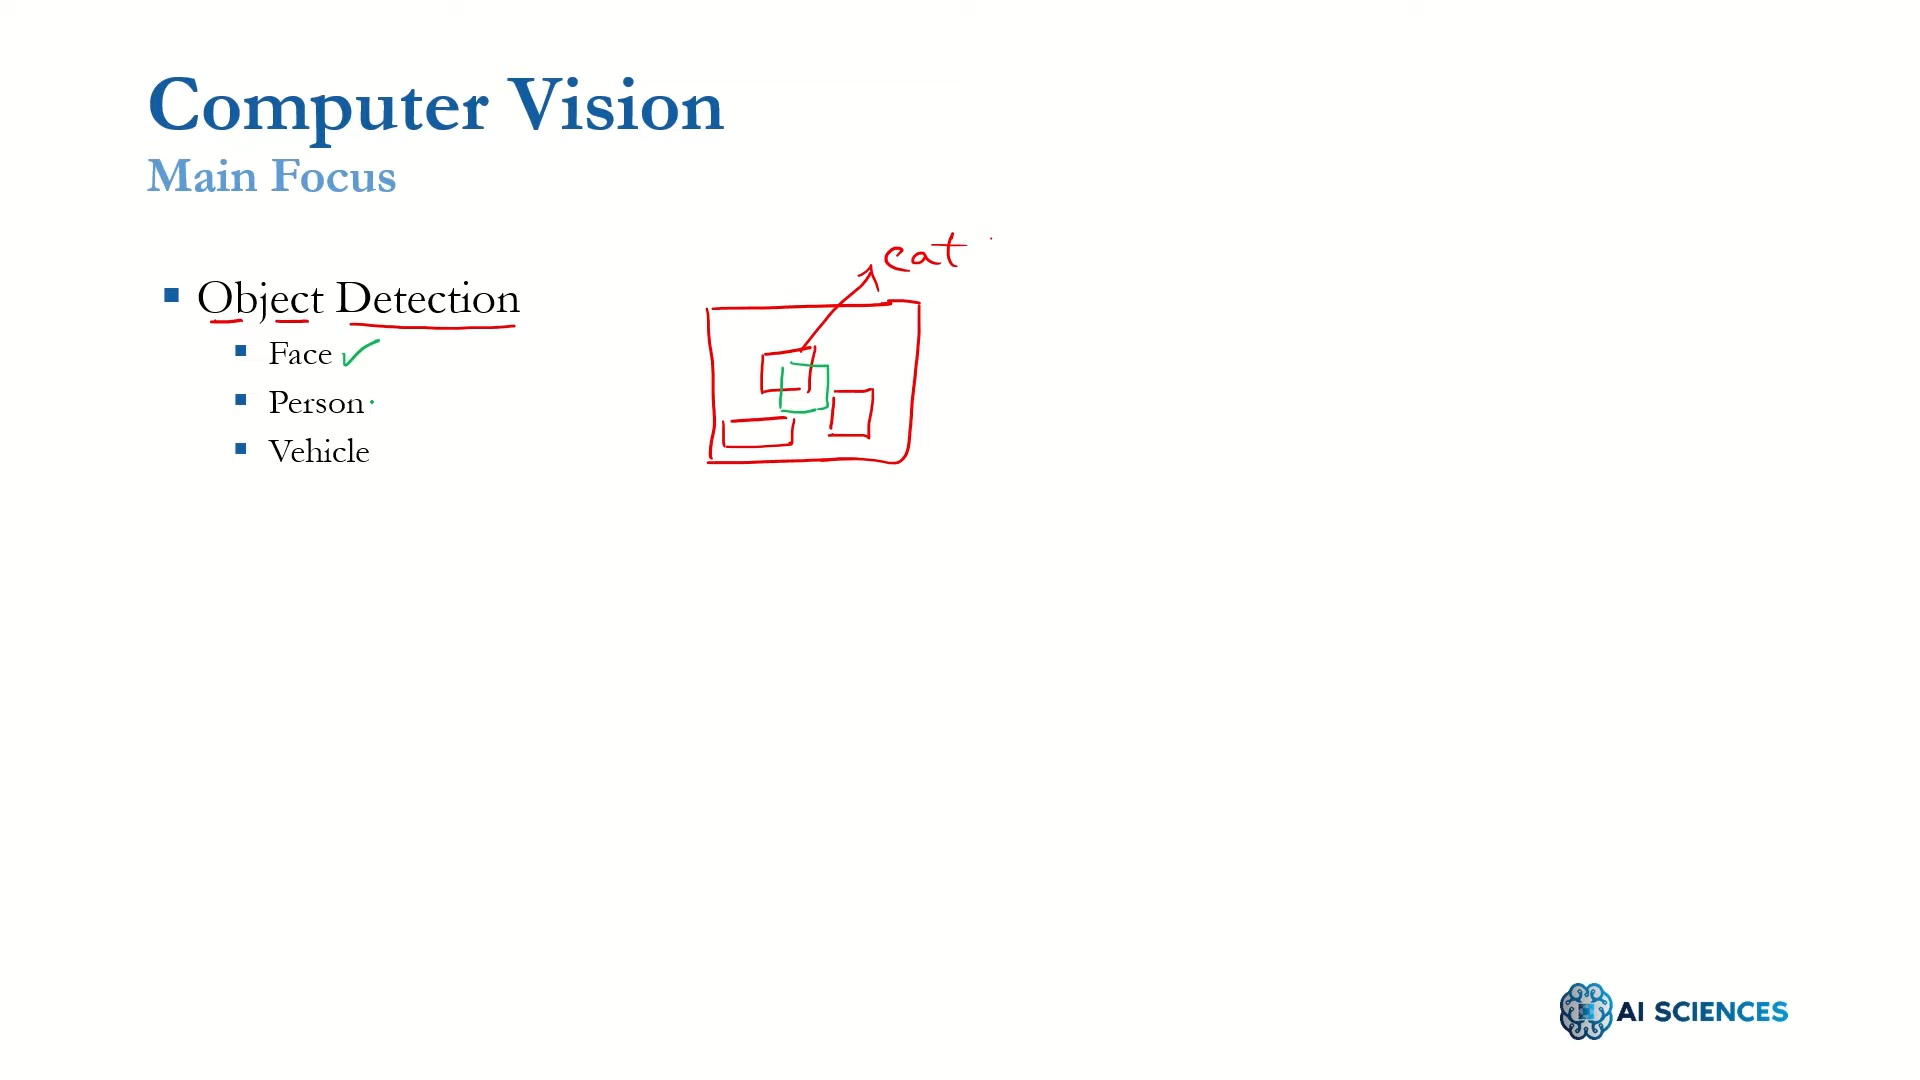 Computer Vision
Main Focus
cat
Object Detection
Face
Person
Vehicle
AI SCIENCES